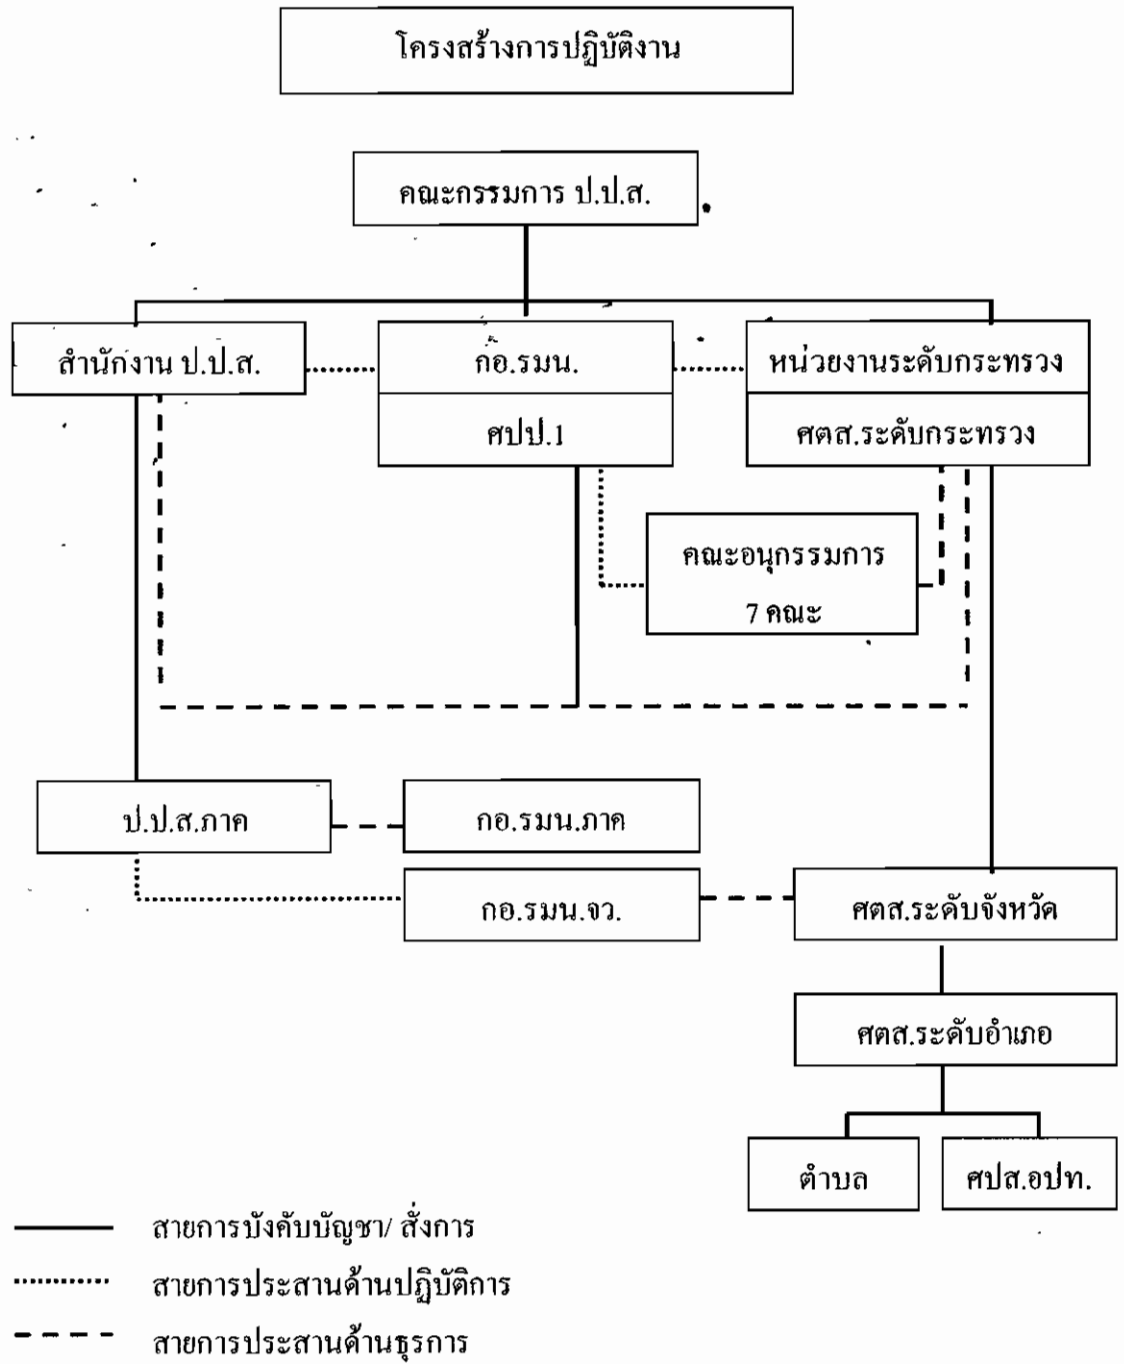 โครงสร้างการปฏิบัติงาน
คณะกรรมการ ป.ป.ส.
สำนักงาน ป.ป.ส.
กอ.รมน.
หน่วยงานระดับกระทรวง
ศปป.1
ศตส.ระดับกระทรวง
คณะอนุกรรมการ
7 คณะ
ป.ป.ส.ภาค
กอ.รมน.ภาค
กอ.รมน.จว.
ศตส.ระดับจังหวัด
ศตส.ระดับอำเภอ
ตำบล
ศปส.อปท.
สายการบังคับบัญชา/ สั่งการ
สายการประสานด้านปฏิบัติการ
สายการประสานด้านธุรการ